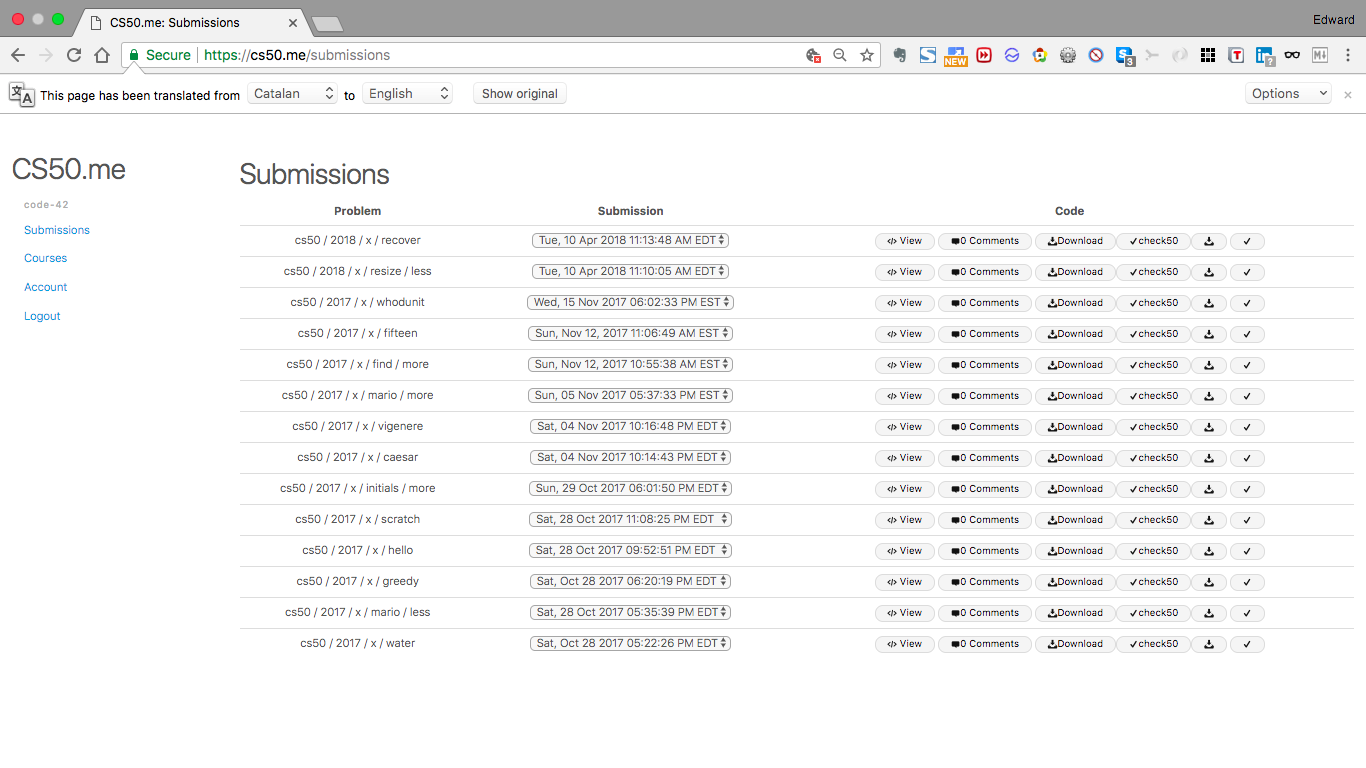 CS50.me: Submissions
Edward
Secure https://cs50.me/submissions
NEW 3 T in ? M
文A This page has been translated from Catalan to English Show original Options
CS50.me
code-42
Submissions
Courses
Account
Logout
Submissions
Problem Submission Code
cs50 / 2018 / x / recover Tue, 10 Apr 2018 11:13:48 AM EDT View 0 Comments Download check50
cs50 / 2018 / x / resize / less Tue, 10 Apr 2018 11:10:05 AM EDT View 0 Comments Download check50
cs50 / 2017 / x / whodunit Wed, 15 Nov 2017 06:02:33 PM EST View 0 Comments Download check50
cs50 / 2017 / x / fifteen Sun, Nov 12, 2017 11:06:49 AM EST View 0 Comments Download check50
cs50 / 2017 / x / find / more Sun, Nov 12, 2017 10:55:38 AM EST View 0 Comments Download check50
cs50 / 2017 / x / mario / more Sun, 05 Nov 2017 05:37:33 PM EST View 0 Comments Download check50
cs50 / 2017 / x / vigenere Sat, 04 Nov 2017 10:16:48 PM EDT View 0 Comments Download check50
cs50 / 2017 / x / caesar Sat, 04 Nov 2017 10:14:43 PM EDT View 0 Comments Download check50
cs50 / 2017 / x / initials / more Sun, 29 Oct 2017 06:01:50 PM EDT View 0 Comments Download check50
cs50 / 2017 / x / scratch Sat, 28 Oct 2017 11:08:25 PM EDT View 0 Comments Download check50
cs50 / 2017 / x / hello Sat, 28 Oct 2017 09:52:51 PM EDT View 0 Comments Download check50
cs50 / 2017 / x / greedy Sat, Oct 28 2017 06:20:19 PM EDT View 0 Comments Download check50
cs50 / 2017 / x / mario / less Sat, 28 Oct 2017 05:35:39 PM EDT View 0 Comments Download check50
cs50 / 2017 / x / water Sat, Oct 28 2017 05:22:26 PM EDT View 0 Comments Download check50